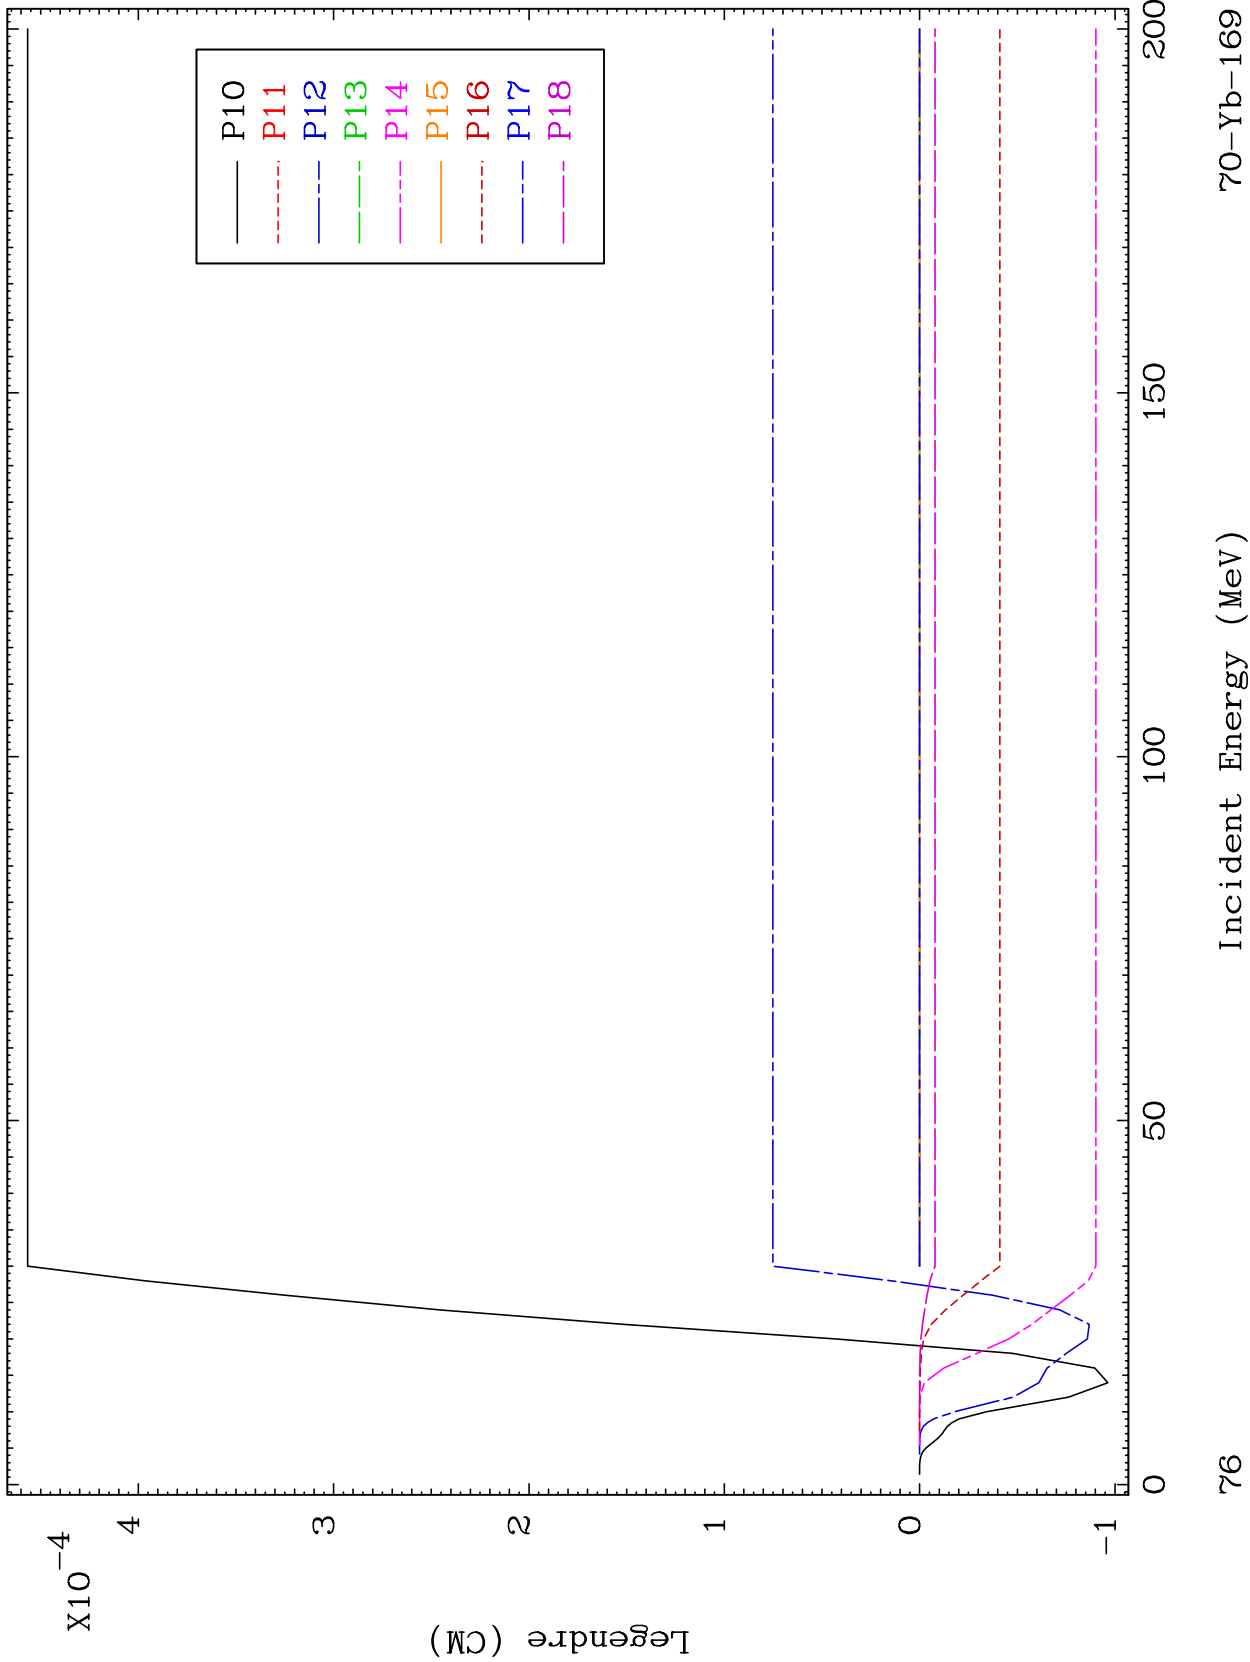 X10-4
Legendre (CM)
4
3
2
1
0
-1
P10
P11
P12
P13
P14
P15
P16
P17
P18
0
50
100
150
200
Incident Energy (MeV)
76
70-Yb-169